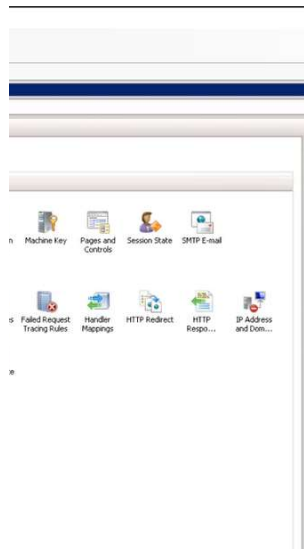 n Machine Key Pages and Session State SMTP E-mail
Controls
s Failed Request Handler HTTP Redirect HTTP IP Address
Tracing Rules Mappings Respo... and Dom...
te